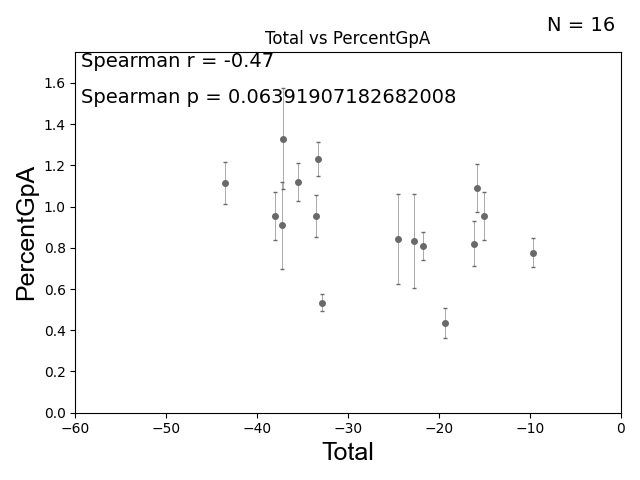 N = 16
Total vs PercentGpA
Spearman r = -0.47
Spearman p = 0.06391907182682008
PercentGpA
1.6
1.4
1.2
1.0
0.8
0.6
0.4
0.2
0.0
−60 −50 −40 −30 −20 −10 0
Total